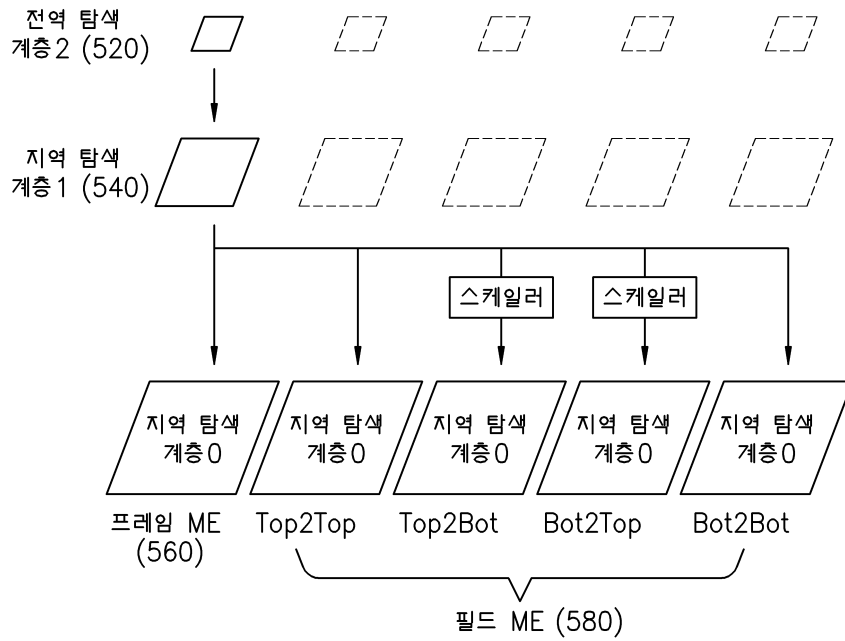 전역 탐색
계층2 (520)
지역 탐색
계층1 (540)
스케일러
스케일러
지역 탐색
계층0
지역 탐색
계층0
지역 탐색
계층0
지역 탐색
계층0
지역 탐색
계층0
프레임 ME
(560)
Top2Top
Top2Bot
Bot2Top
Bot2Bot
필드 ME (580)